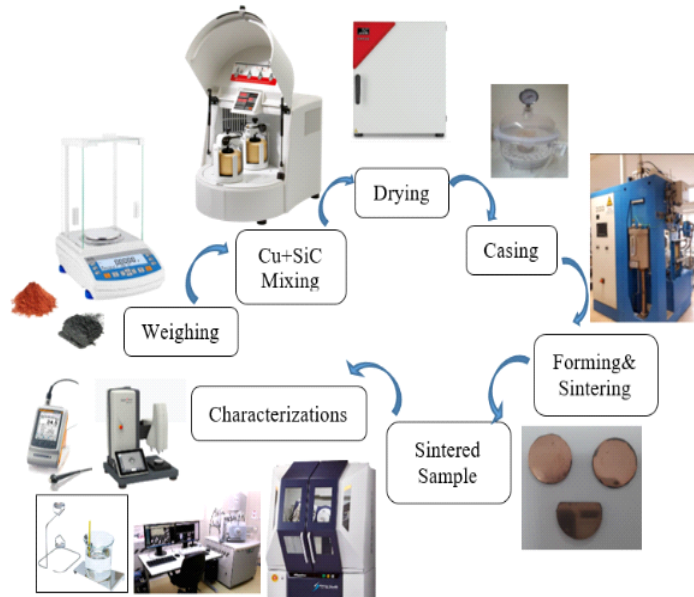 Drying
Cu+SiC
Mixing
Casing
Weighing
Forming&
Sintering
Characterizations
Sintered
Sample